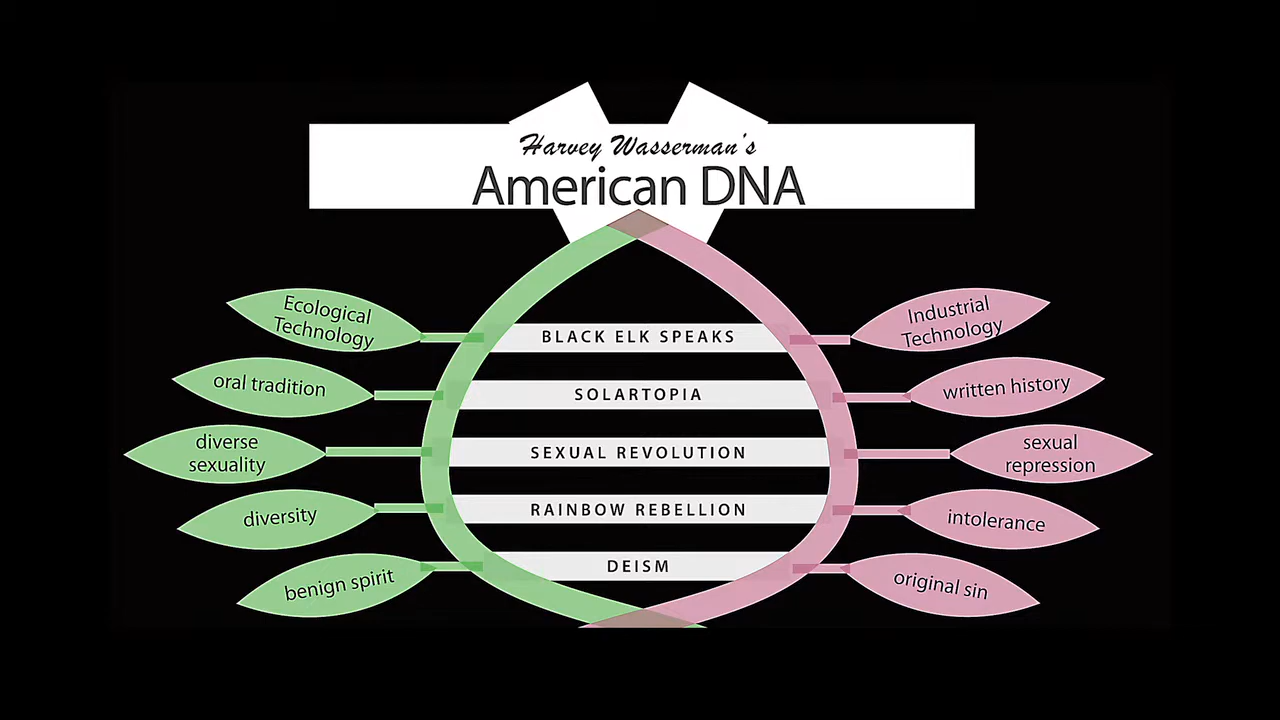 Harvey Wasserman's
American DNA
Ecological
Technology
BLACK ELK SPEAKS
Industrial
Technology
oral tradition
SOLARTOPIA
written history
diverse
sexuality
SEXUAL REVOLUTION
sexual
repression
diversity
RAINBOW REBELLION
intolerance
benign spirit
DEISM
original sin